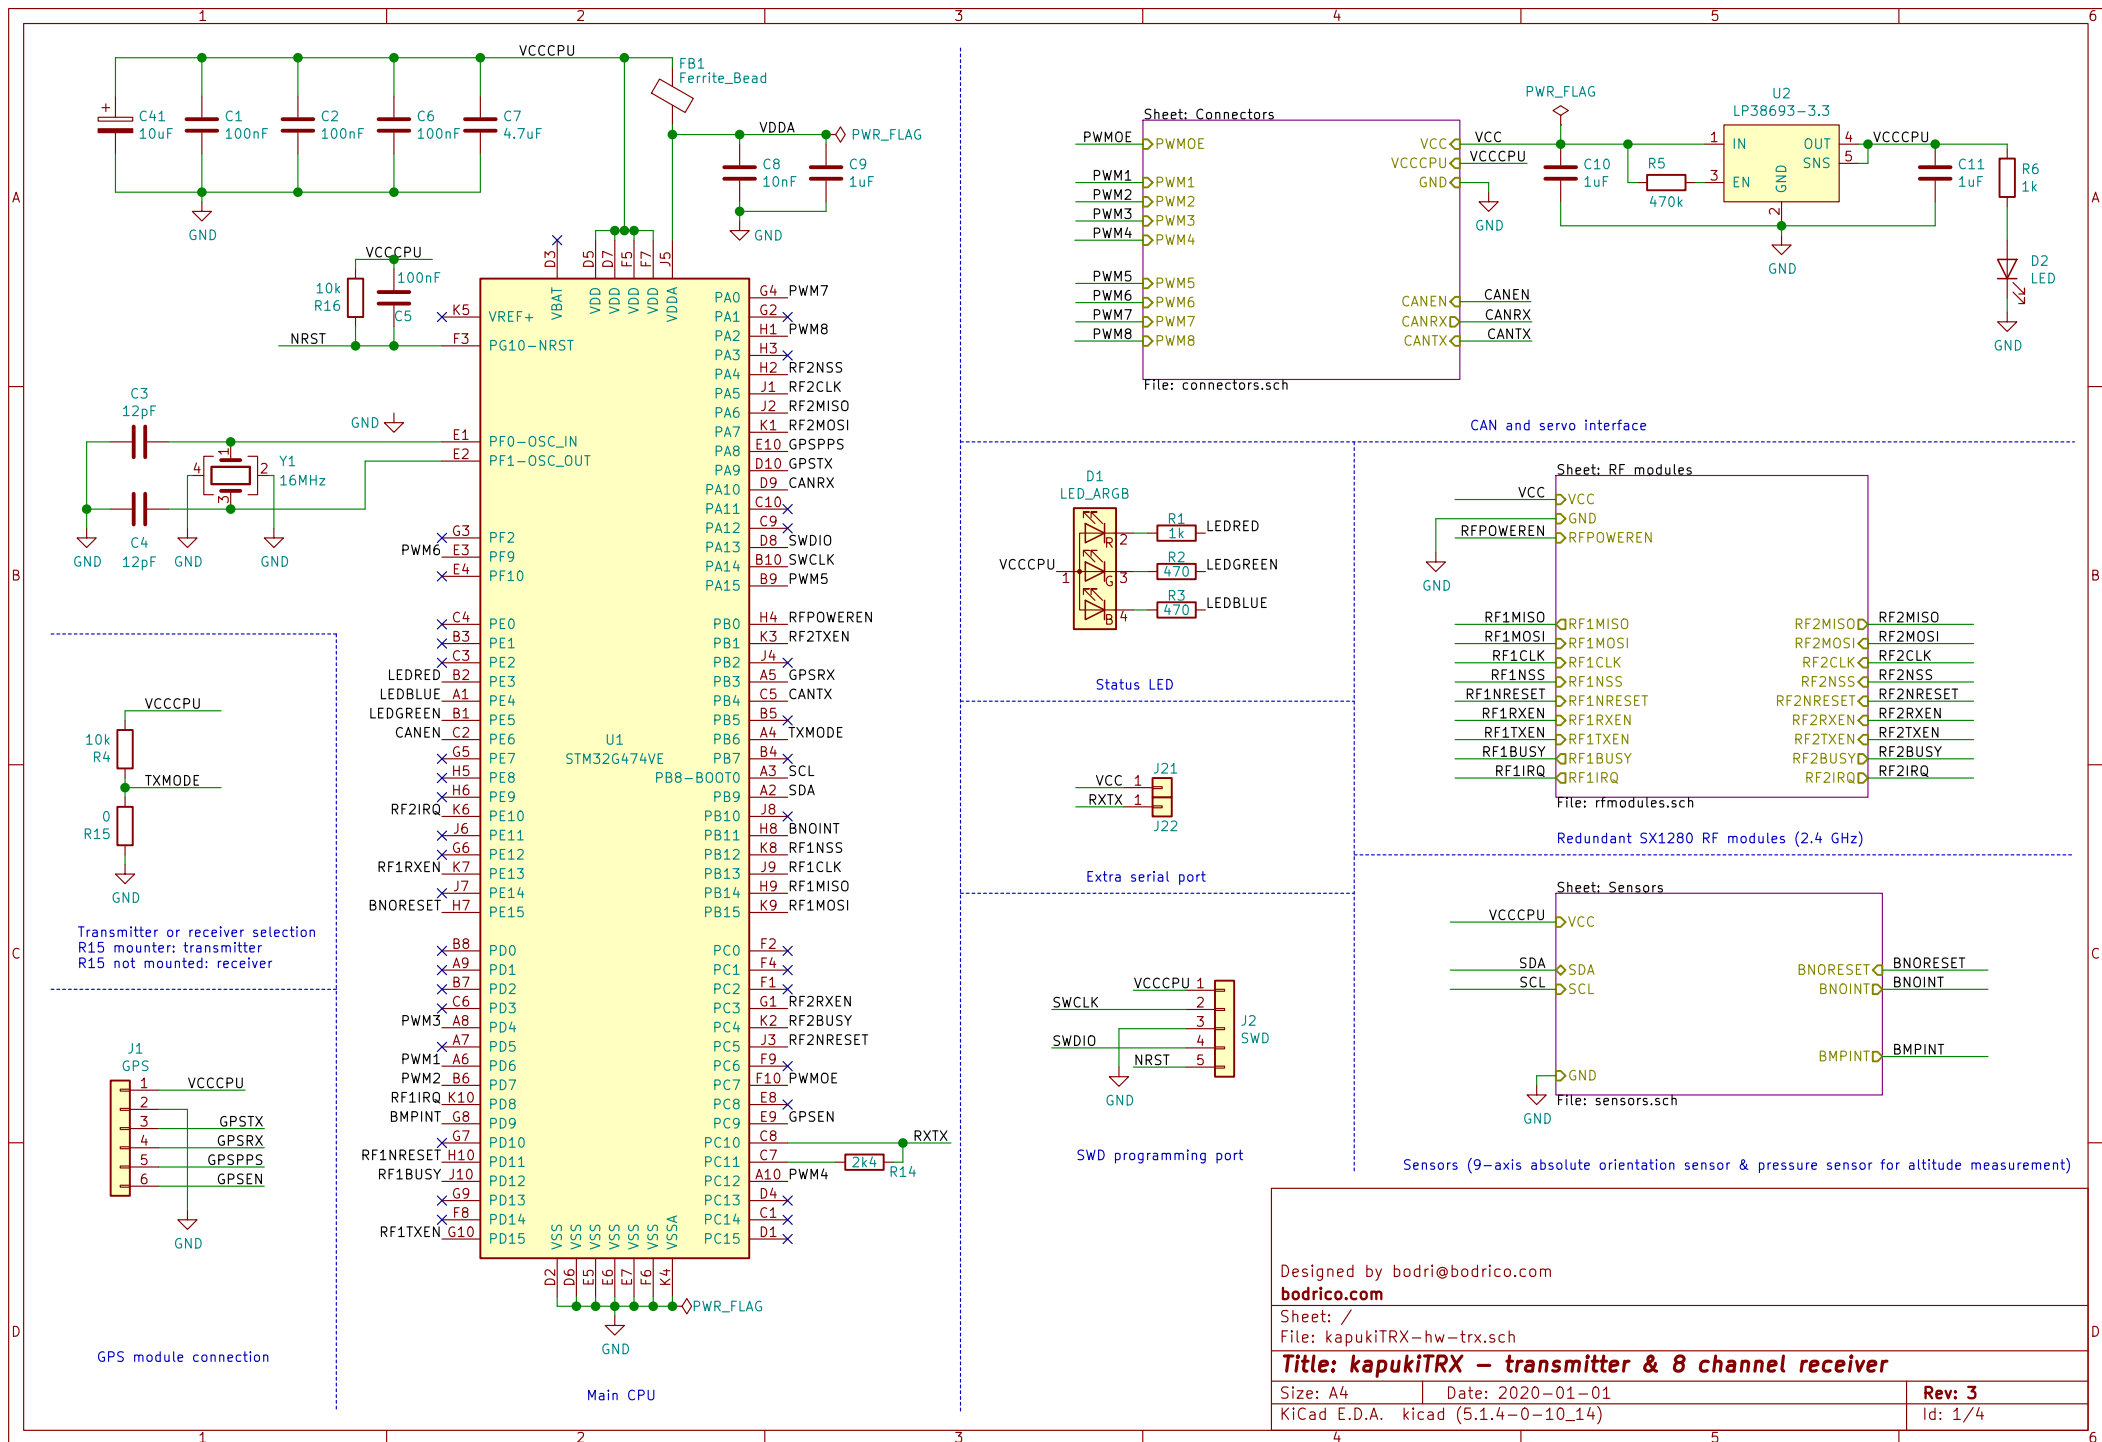 1 2 3 4 5 6
A
B
C
D
VCCCPU
C41
10uF
C1
100nF
C2
100nF
C6
100nF
C7
4.7uF
GND
FB1
Ferrite_Bead
VDDA
PWR_FLAG
C8
10nF
C9
1uF
GND
VCCCPU
10k
R16
100nF
C5
NRST
C3
12pF
GND
Y1
16MHz
1
2
3
4
C4
12pF
GND
GND
GND
VCCCPU
10k
R4
TXMODE
0
R15
GND
Transmitter or receiver selection
R15 mounter: transmitter
R15 not mounted: receiver
J1
GPS
1 VCCCPU
2
3 GPSTX
4 GPSRX
5 GPSPPS
6 GPSEN
GND
GPS module connection
D3 D5 D7 F5 F7 J5
VBAT VDD VDD VDD VDD VDDA
K5 VREF+
NRST F3 PG10-NRST
E1 PF0-OSC_IN
E2 PF1-OSC_OUT
G3 PF2
PWM6 E3 PF9
E4 PF10
C4 PE0
B3 PE1
C3 PE2
LEDRED B2 PE3
LEDBLUE A1 PE4
LEDGREEN B1 PE5
CANEN C2 PE6
G5 PE7
H5 PE8
H6 PE9
RF2IRQ K6 PE10
J6 PE11
G6 PE12
RF1RXEN K7 PE13
J7 PE14
BNORESET H7 PE15
B8 PD0
A9 PD1
B7 PD2
C6 PD3
PWM3 A8 PD4
A7 PD5
PWM1 A6 PD6
PWM2 B6 PD7
RF1IRQ K10 PD8
BMPINT G8 PD9
G7 PD10
RF1NRESET H10 PD11
RF1BUSY J10 PD12
G9 PD13
F8 PD14
RF1TXEN G10 PD15
U1
STM32G474VE
PA0 G4 PWM7
PA1 G2
PA2 H1 PWM8
PA3 H3
PA4 H2 RF2NSS
PA5 J1 RF2CLK
PA6 J2 RF2MISO
PA7 K1 RF2MOSI
PA8 E10 GPSPPS
PA9 D10 GPSTX
PA10 D9 CANRX
PA11 C10
PA12 C9
PA13 D8 SWDIO
PA14 B10 SWCLK
PA15 B9 PWM5
PB0 H4 RFPOWEREN
PB1 K3 RF2TXEN
PB2 J4
PB3 A5 GPSRX
PB4 C5 CANTX
PB5 B5
PB6 A4 TXMODE
PB7 B4
PB8-BOOT0 A3 SCL
PB9 A2 SDA
PB10 J8
PB11 H8 BNOINT
PB12 K8 RF1NSS
PB13 J9 RF1CLK
PB14 H9 RF1MISO
PB15 K9 RF1MOSI
PC0 F2
PC1 F4
PC2 F1
PC3 G1 RF2RXEN
PC4 K2 RF2BUSY
PC5 J3 RF2NRESET
PC6 F9
PC7 F10 PWMOE
PC8 E8
PC9 E9 GPSEN
PC10 C8 RXTX
PC11 C7 2k4 R14
PC12 A10 PWM4
PC13 D4
PC14 C1
PC15 D1
VSS VSS VSS VSS VSS VSS VSSA
D2 D6 E5 E6 E7 F6 K4
PWR_FLAG
GND
Main CPU
Sheet: Connectors
PWMOE PWMOE
PWM1 PWM1
PWM2 PWM2
PWM3 PWM3
PWM4 PWM4
PWM5 PWM5
PWM6 PWM6
PWM7 PWM7
PWM8 PWM8
VCC VCC
VCCCPU VCCCPU
GND
GND
CANEN CANEN
CANRX CANRX
CANTX CANTX
File: connectors.sch
PWR_FLAG
C10
1uF
R5
470k
U2
LP38693-3.3
1 IN
3 EN
GND
2
OUT 4
SNS 5
VCCCPU
C11
1uF
R6
1k
D2
LED
GND
GND
CAN and servo interface
D1
LED_ARGB
VCCCPU 1
R 2
G 3
B 4
R1
1k
LEDRED
R2
470
LEDGREEN
R3
470
LEDBLUE
Status LED
J21
VCC 1
RXTX 1
J22
Extra serial port
VCCCPU 1
SWCLK 2
3
SWDIO 4
NRST 5
J2
SWD
GND
SWD programming port
Sheet: RF modules
VCC VCC
GND
RFPOWEREN RFPOWEREN
GND
RF1MISO RF1MISO
RF1MOSI RF1MOSI
RF1CLK RF1CLK
RF1NSS RF1NSS
RF1NRESET RF1NRESET
RF1RXEN RF1RXEN
RF1TXEN RF1TXEN
RF1BUSY RF1BUSY
RF1IRQ RF1IRQ
RF2MISO RF2MISO
RF2MOSI RF2MOSI
RF2CLK RF2CLK
RF2NSS RF2NSS
RF2NRESET RF2NRESET
RF2RXEN RF2RXEN
RF2TXEN RF2TXEN
RF2BUSY RF2BUSY
RF2IRQ RF2IRQ
File: rfmodules.sch
Redundant SX1280 RF modules (2.4 GHz)
Sheet: Sensors
VCCCPU VCC
SDA SDA
SCL SCL
GND
GND
BNORESET BNORESET
BNOINT BNOINT
BMPINT BMPINT
File: sensors.sch
Sensors (9-axis absolute orientation sensor & pressure sensor for altitude measurement)
Designed by bodri@bodrico.com
bodrico.com
Sheet: /
File: kapukiTRX-hw-trx.sch
Title: kapukiTRX - transmitter & 8 channel receiver
Size: A4 Date: 2020-01-01 Rev: 3
KiCad E.D.A. kicad (5.1.4-0-10_14) Id: 1/4
A
B
C
D
1 2 3 4 5 6